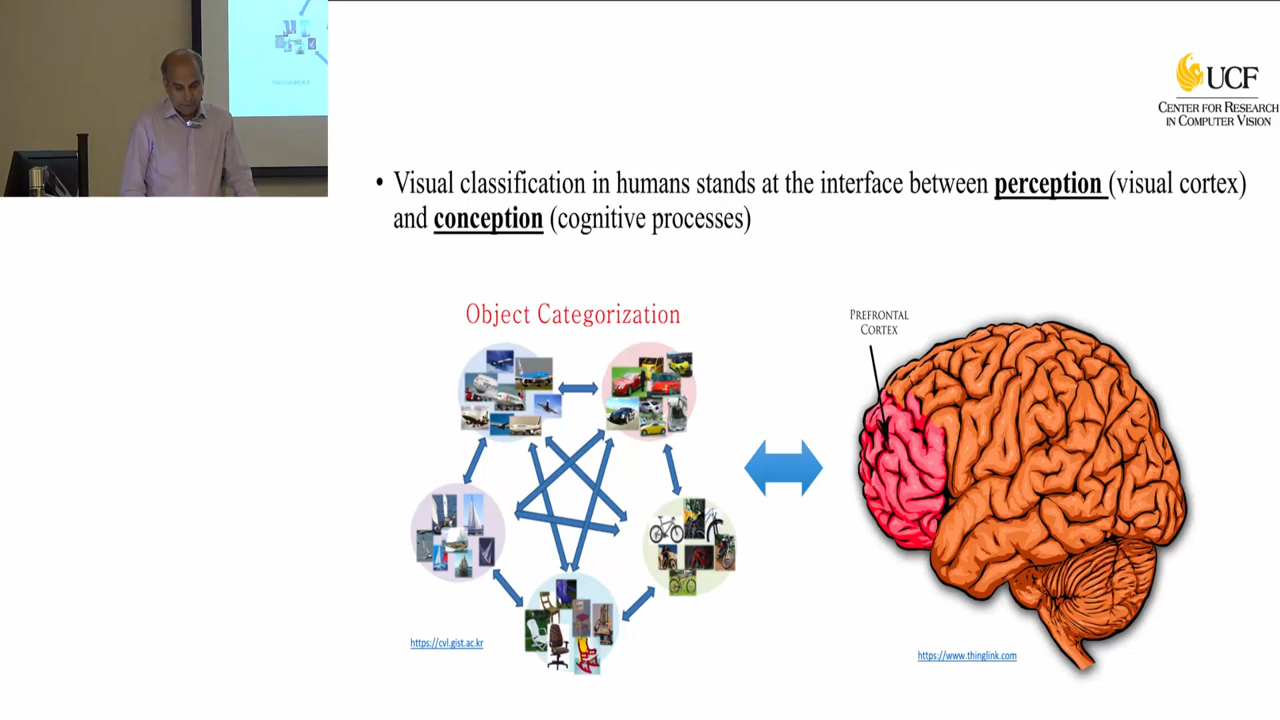 UCF
CENTER FOR RESEARCH
IN COMPUTER VISION
• Visual classification in humans stands at the interface between perception (visual cortex)
and conception (cognitive processes)
Object Categorization
PREFRONTAL
CORTEX
https://cvl.gist.ac.kr
https://www.thinglink.com